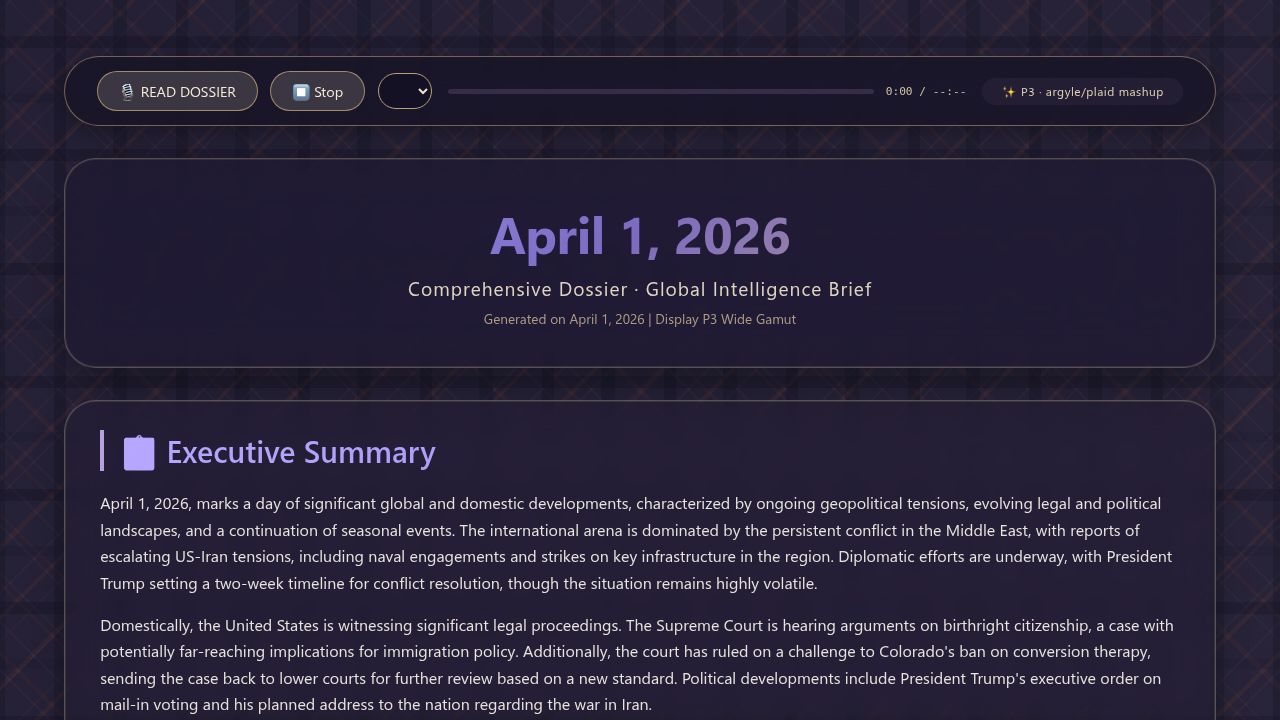 🎙️ READ DOSSIER
⏹️ Stop
0:00 / --:--
✨ P3 · argyle/plaid mashup
April 1, 2026
Comprehensive Dossier · Global Intelligence Brief
Generated on April 1, 2026 | Display P3 Wide Gamut
📋 Executive Summary
April 1, 2026, marks a day of significant global and domestic developments, characterized by ongoing geopolitical tensions, evolving legal and political
landscapes, and a continuation of seasonal events. The international arena is dominated by the persistent conflict in the Middle East, with reports of
escalating US-Iran tensions, including naval engagements and strikes on key infrastructure in the region. Diplomatic efforts are underway, with President
Trump setting a two-week timeline for conflict resolution, though the situation remains highly volatile.
Domestically, the United States is witnessing significant legal proceedings. The Supreme Court is hearing arguments on birthright citizenship, a case with
potentially far-reaching implications for immigration policy. Additionally, the court has ruled on a challenge to Colorado's ban on conversion therapy,
sending the case back to lower courts for further review based on a new standard. Political developments include President Trump's executive order on
mail-in voting and his planned address to the nation regarding the war in Iran.